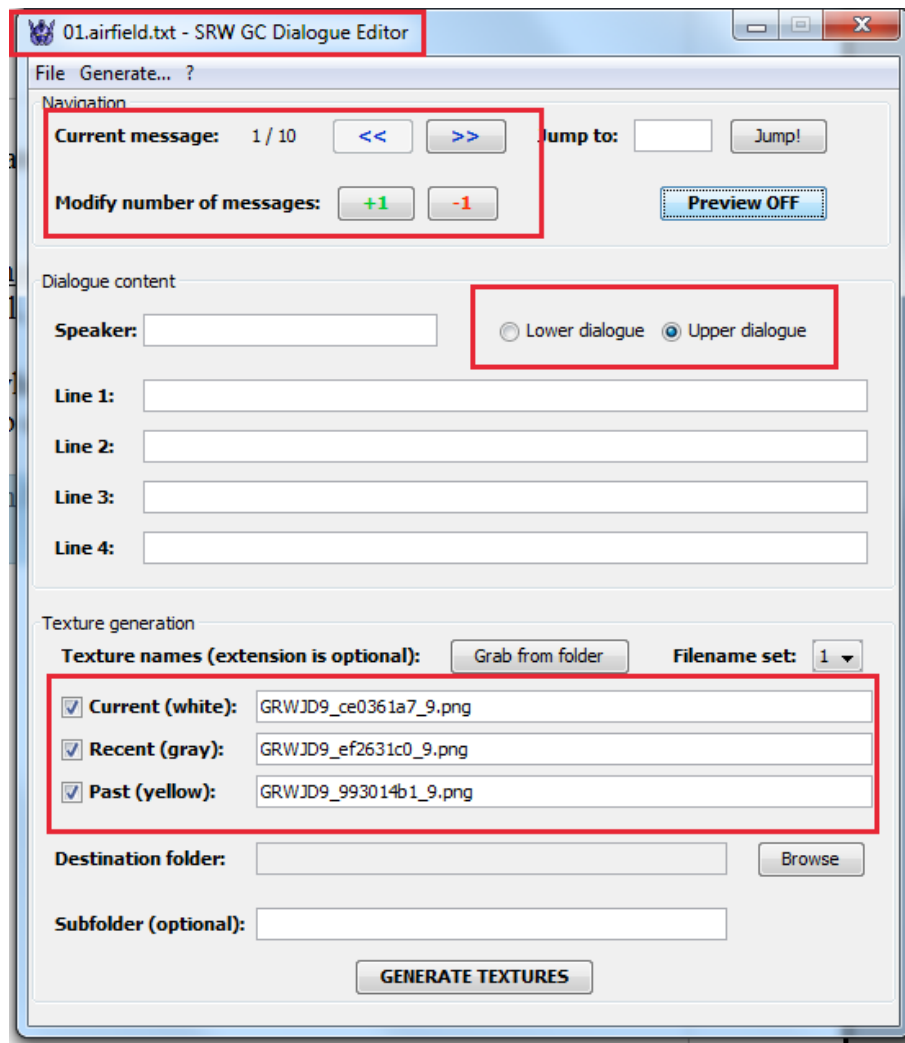 01.airfield.txt - SRW GC Dialogue Editor
File Generate... ?
Navigation
Current message: 1 / 10 << >> Jump to: Jump!
Modify number of messages: +1 -1 Preview OFF
Dialogue content
Speaker: Lower dialogue Upper dialogue
Line 1:
Line 2:
Line 3:
Line 4:
Texture generation
Texture names (extension is optional): Grab from folder Filename set: 1
Current (white): GRWJD9_ce0361a7_9.png
Recent (gray): GRWJD9_ef2631c0_9.png
Past (yellow): GRWJD9_993014b1_9.png
Destination folder: Browse
Subfolder (optional):
GENERATE TEXTURES